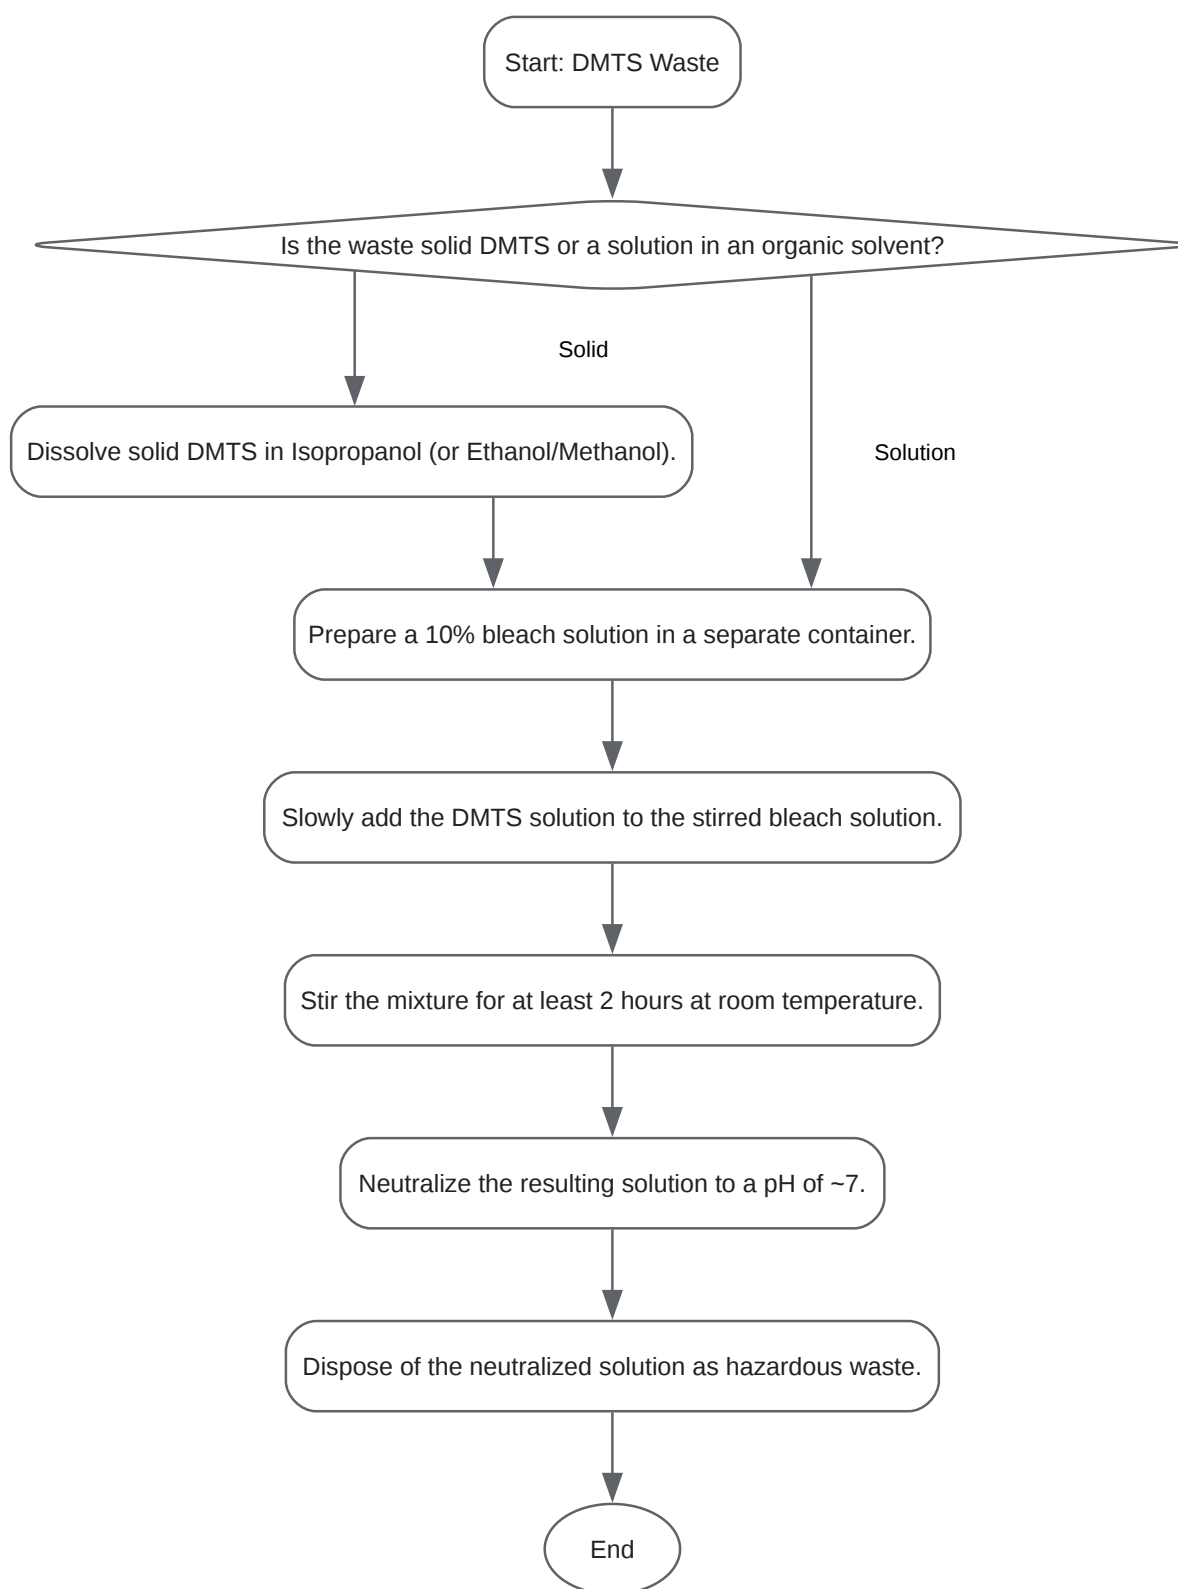 Start: DMTS Waste
Is the waste solid DMTS or a solution in an organic solvent?
Solid
Dissolve solid DMTS in Isopropanol (or Ethanol/Methanol).
Solution
Prepare a 10% bleach solution in a separate container.
Slowly add the DMTS solution to the stirred bleach solution.
Stir the mixture for at least 2 hours at room temperature.
Neutralize the resulting solution to a pH of ~7.
Dispose of the neutralized solution as hazardous waste.
End